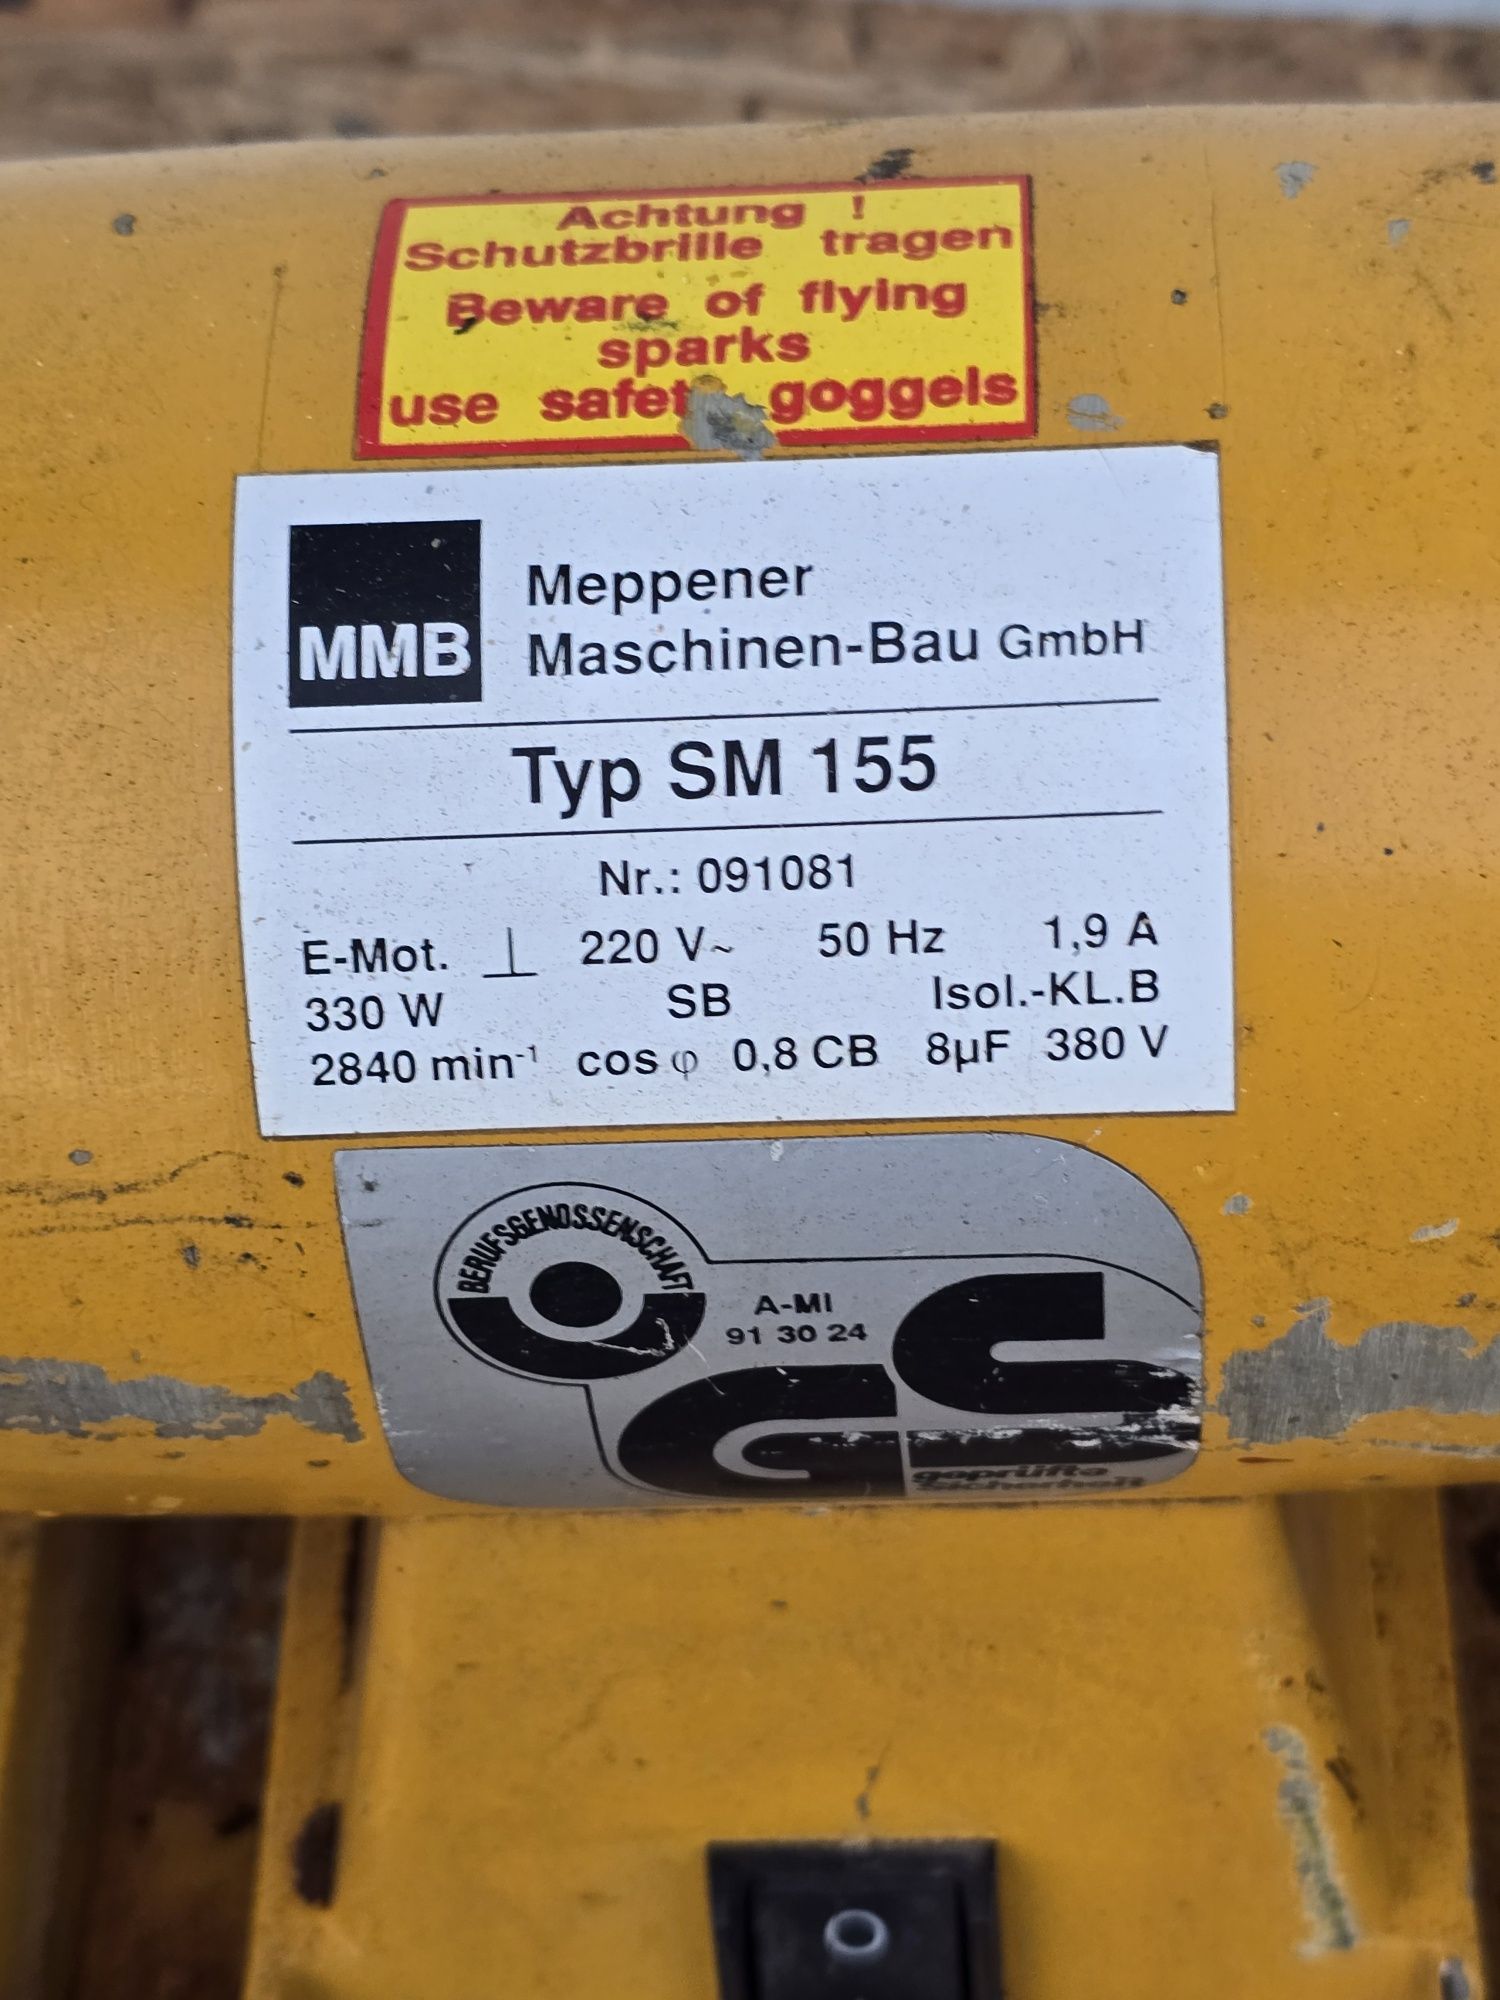 Achtung !
Schutzbrille tragen
Beware of flying
sparks
use goggels
MMB
Meppener
Maschinen-Bau GmbH
Typ SM 155
Nr.: 091081
E-Mot. ⊥ 220 V~ 50 Hz 1,9 A
330 W SB Isol.-KL.B
2840 min⁻¹ cos φ 0,8 CB 8µF 380 V
BERUFSGENOSSENSCHAFT
A-MI
91 30 24
GS
geprüfte
Sicherheit